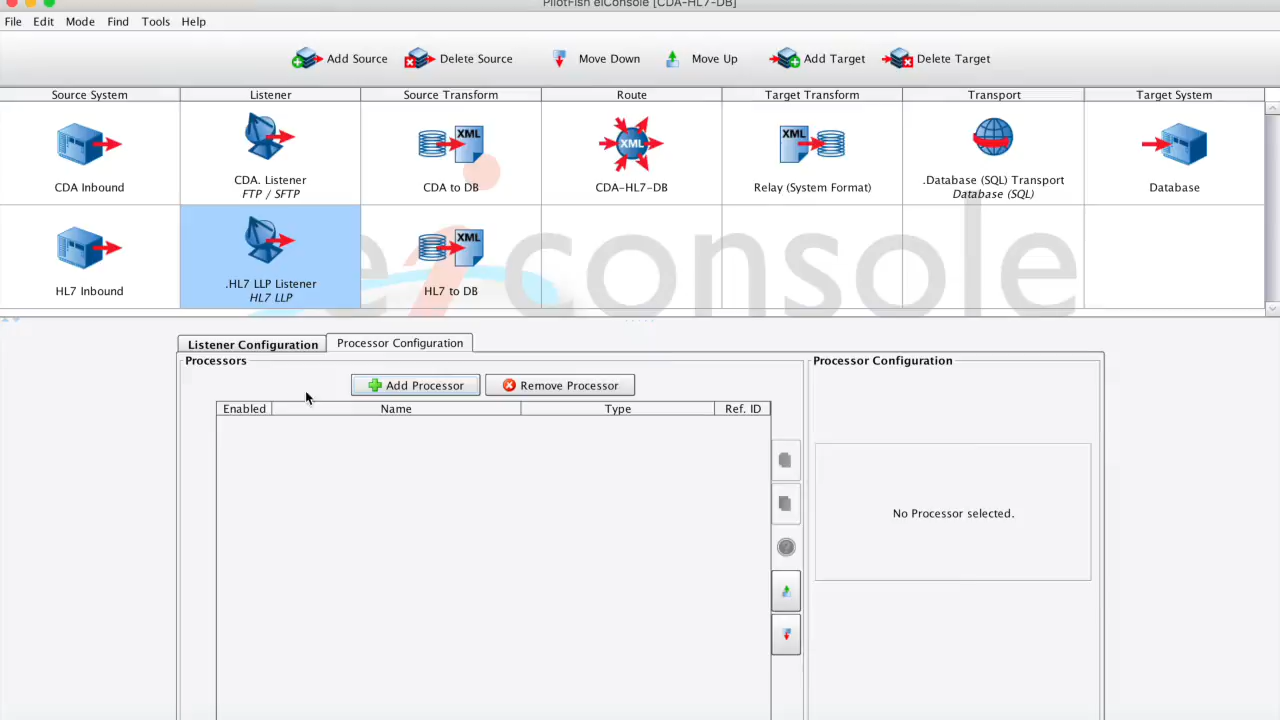 PilotFish eiConsole [CDA-HL7-DB]
File Edit Mode Find Tools Help
Add Source Delete Source Move Down Move Up Add Target Delete Target
Source System Listener Source Transform Route Target Transform Transport Target System
XML XML XML
CDA Inbound CDA. Listener CDA to DB CDA-HL7-DB Relay (System Format) .Database (SQL) Transport Database
FTP / SFTP Database (SQL)
XML
HL7 Inbound .HL7 LLP Listener HL7 to DB
HL7 LLP
eiconsole
Listener Configuration Processor Configuration
Processors Processor Configuration
Add Processor Remove Processor
Enabled Name Type Ref. ID
No Processor selected.